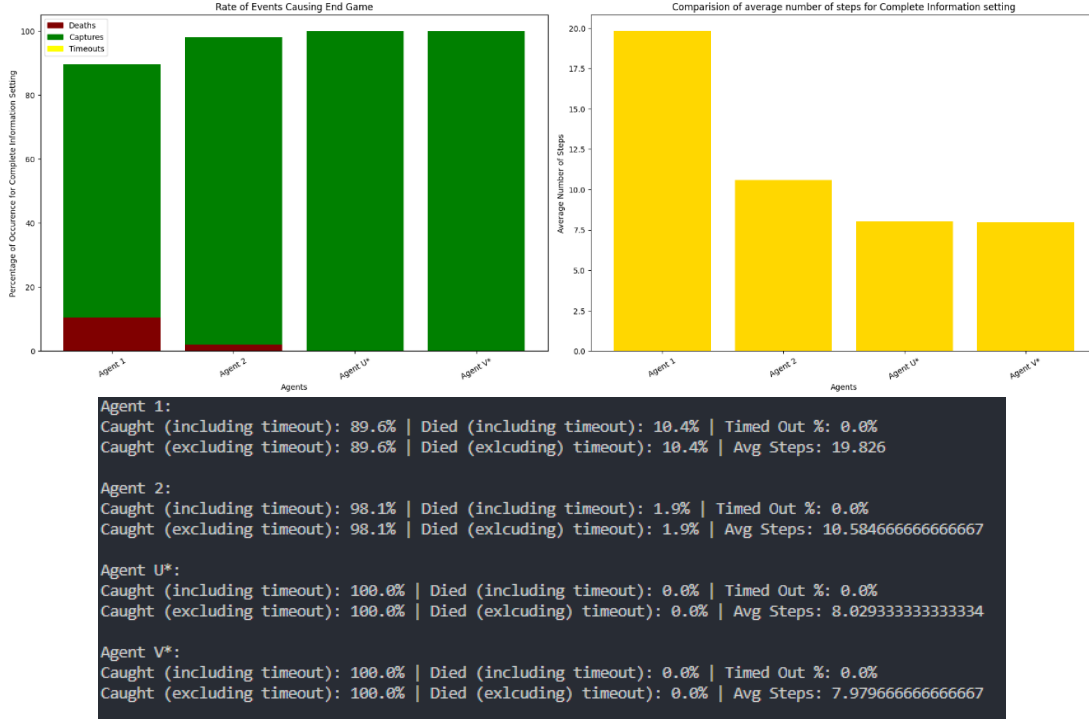 Rate of Events Causing End Game
Deaths
Captures
Timeouts
100
80
60
40
20
0
Percentage of Occurence for Complete Information Setting
Agent 1
Agent 2
Agent U*
Agent V*
Agents
Comparision of average number of steps for Complete Information setting
20.0
17.5
15.0
12.5
10.0
7.5
5.0
2.5
0.0
Average Number of Steps
Agent 1
Agent 2
Agent U*
Agent V*
Agents
Agent 1:
Caught (including timeout): 89.6% | Died (including timeout): 10.4% | Timed Out %: 0.0%
Caught (excluding timeout): 89.6% | Died (exlcuding) timeout): 10.4% | Avg Steps: 19.826
Agent 2:
Caught (including timeout): 98.1% | Died (including timeout): 1.9% | Timed Out %: 0.0%
Caught (excluding timeout): 98.1% | Died (exlcuding) timeout): 1.9% | Avg Steps: 10.584666666666667
Agent U*:
Caught (including timeout): 100.0% | Died (including timeout): 0.0% | Timed Out %: 0.0%
Caught (excluding timeout): 100.0% | Died (exlcuding) timeout): 0.0% | Avg Steps: 8.029333333333334
Agent V*:
Caught (including timeout): 100.0% | Died (including timeout): 0.0% | Timed Out %: 0.0%
Caught (excluding timeout): 100.0% | Died (exlcuding) timeout): 0.0% | Avg Steps: 7.979666666666667